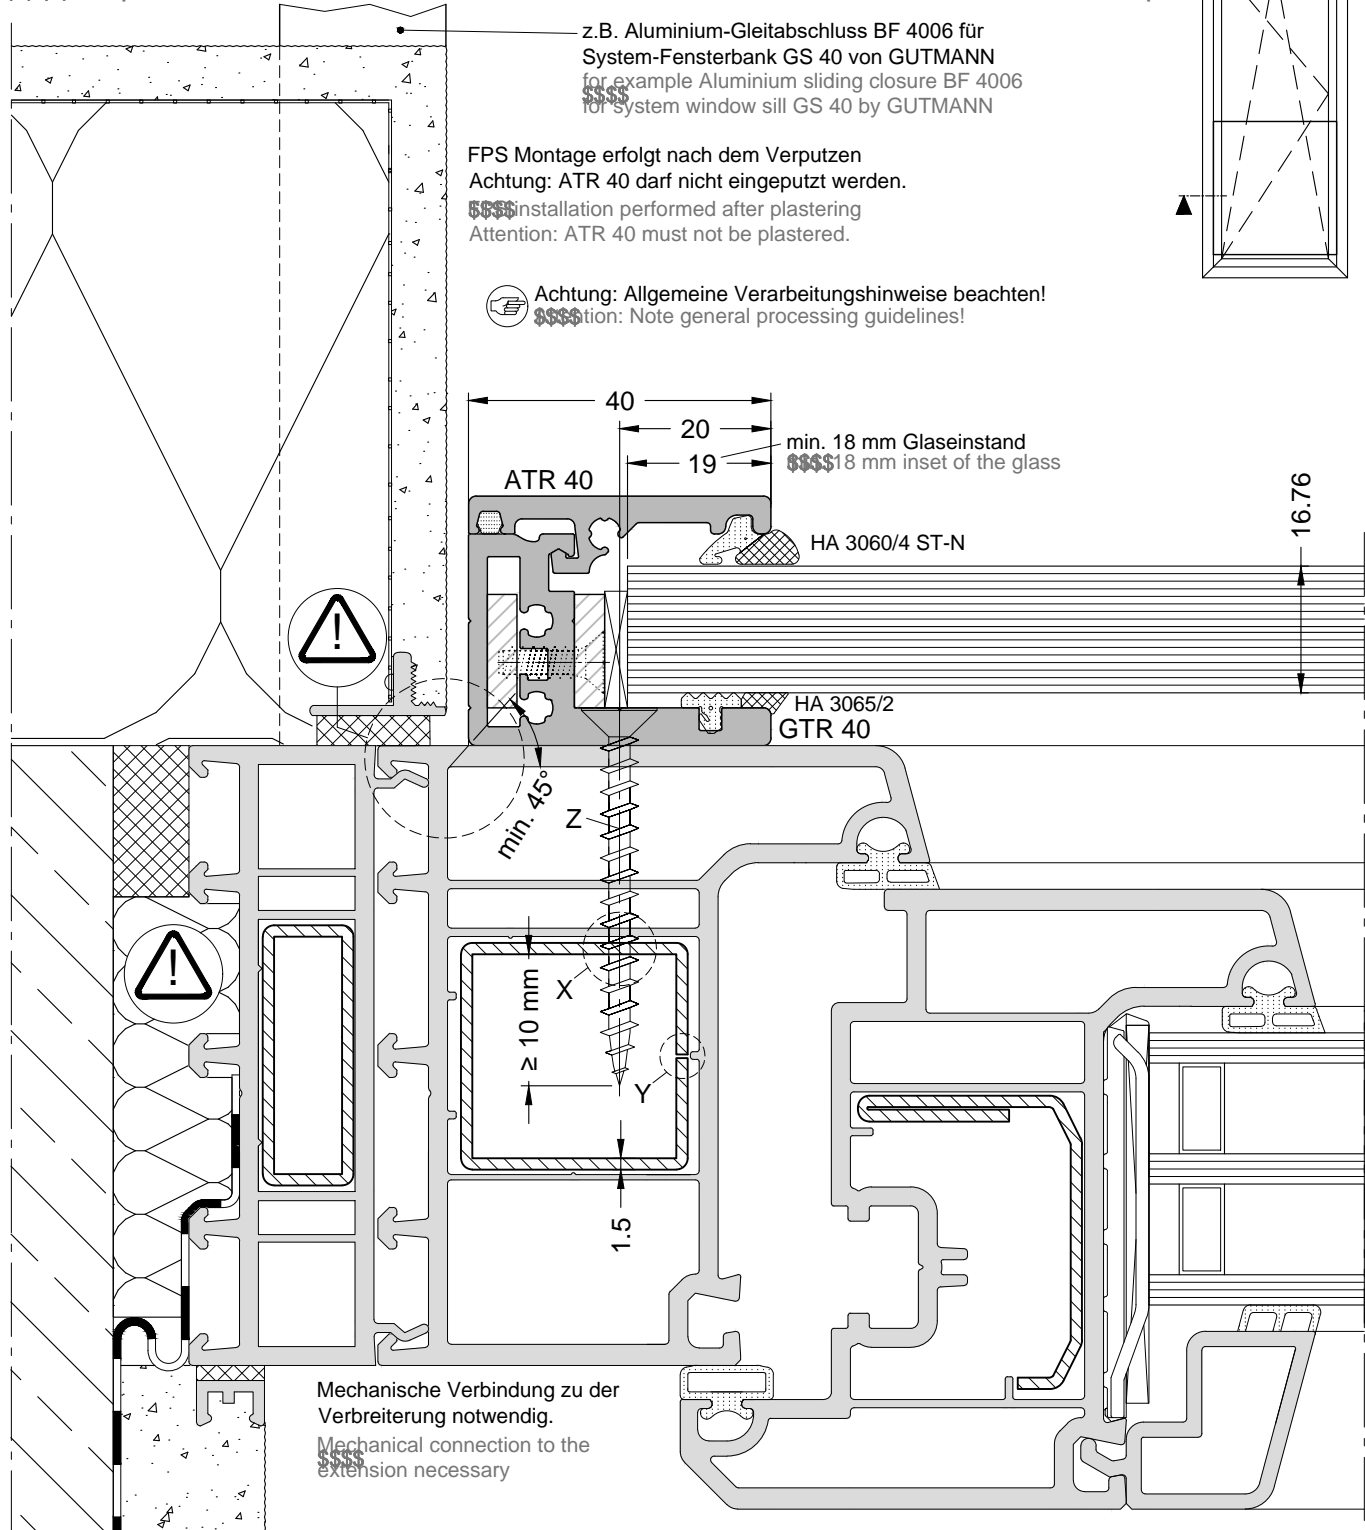 z.B. Aluminium-Gleitabschluss BF 4006 für
System-Fensterbank GS 40 von GUTMANN
for example Aluminium sliding closure BF 4006
$$$$
for system window sill GS 40 by GUTMANN
FPS Montage erfolgt nach dem Verputzen
Achtung: ATR 40 darf nicht eingeputzt werden.
$$$$ installation performed after plastering
Attention: ATR 40 must not be plastered.
Achtung: Allgemeine Verarbeitungshinweise beachten!
$$$$tion: Note general processing guidelines!
40
20
19
min. 18 mm Glaseinstand
$$$$ 18 mm inset of the glass
ATR 40
16.76
HA 3060/4 ST-N
!
HA 3065/2
GTR 40
min. 45°
Z
!
X
≥ 10 mm
Y
1.5
Mechanische Verbindung zu der
Verbreiterung notwendig.
Mechanical connection to the
$$$$
extension necessary